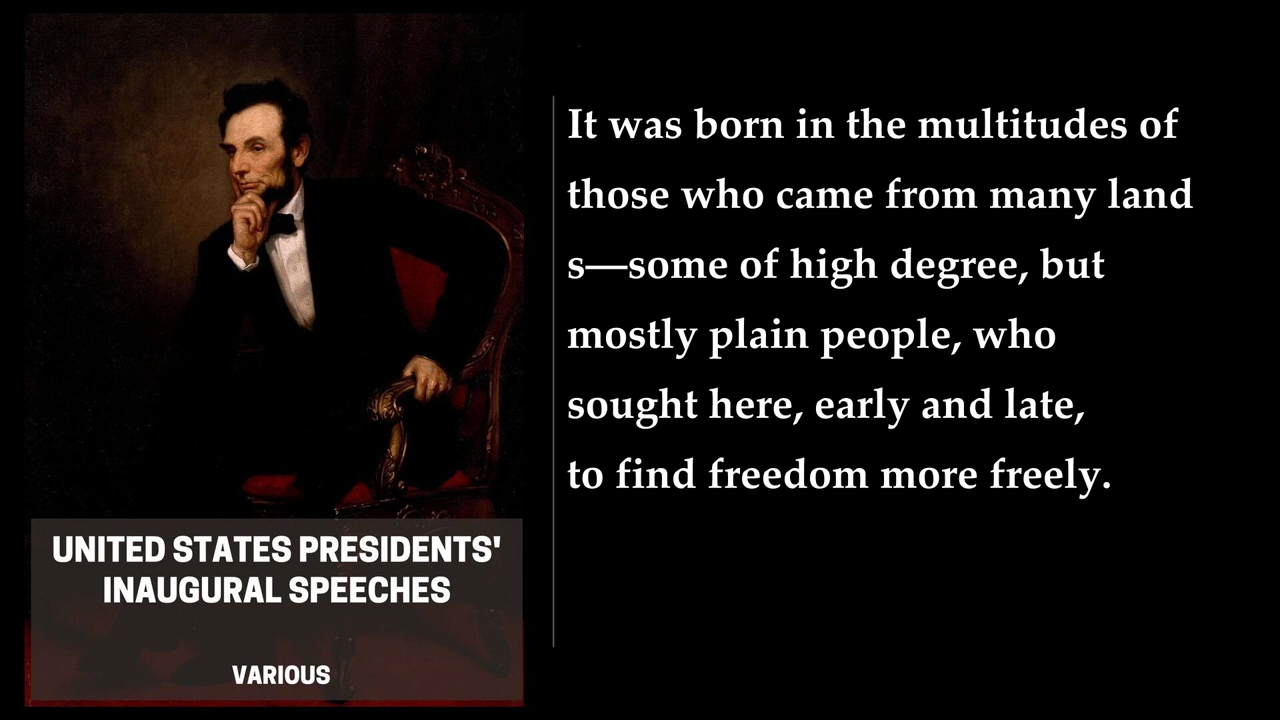 It was born in the multitudes of
those who came from many land
s—some of high degree, but
mostly plain people, who
sought here, early and late,
to find freedom more freely.
UNITED STATES PRESIDENTS'
INAUGURAL SPEECHES
VARIOUS